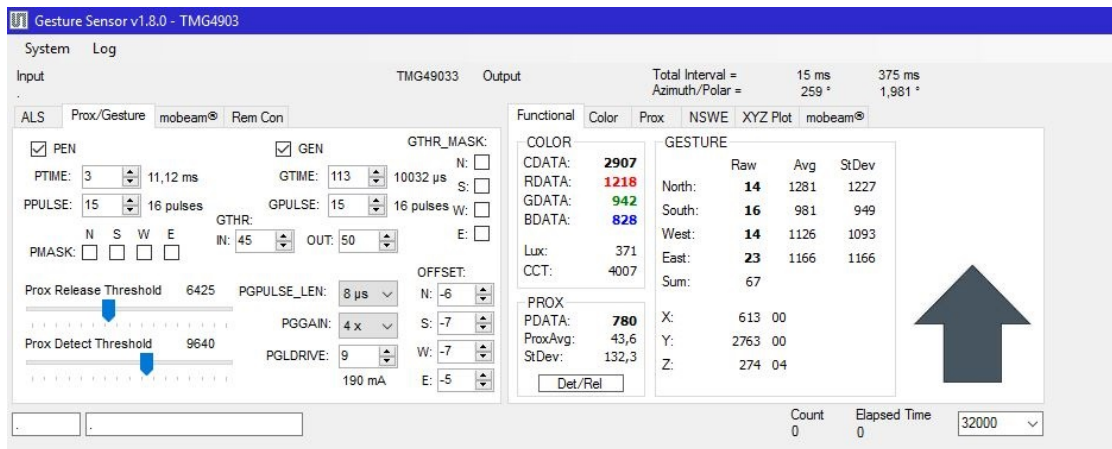 Gesture Sensor v1.8.0 - TMG4903
System Log
Input TMG49033 Output Total Interval = 15 ms 375 ms
. Azimuth/Polar = 259 ° 1,981 °
ALS Prox/Gesture mobeam® Rem Con
PEN GEN GTHR_MASK:
N:
PTIME: 3 11,12 ms GTIME: 113 10032 µs
S:
PPULSE: 15 16 pulses GPULSE: 15 16 pulses W:
GTHR:
N S W E IN: 45 OUT: 50 E:
PMASK:
OFFSET:
Prox Release Threshold 6425 PGPULSE_LEN: 8 µs N: -6
PGGAIN: 4 x S: -7
Prox Detect Threshold 9640
PGLDRIVE: 9 W: -7
190 mA E: -5
Functional Color Prox NSWE XYZ Plot mobeam®
COLOR
CDATA: 2907
RDATA: 1218
GDATA: 942
BDATA: 828
Lux: 371
CCT: 4007
PROX
PDATA: 780
ProxAvg: 43,6
StDev: 132,3
Det/Rel
GESTURE
Raw Avg StDev
North: 14 1281 1227
South: 16 981 949
West: 14 1126 1093
East: 23 1166 1166
Sum: 67
X: 613 00
Y: 2763 00
Z: 274 04
. . Count Elapsed Time
0 0 32000